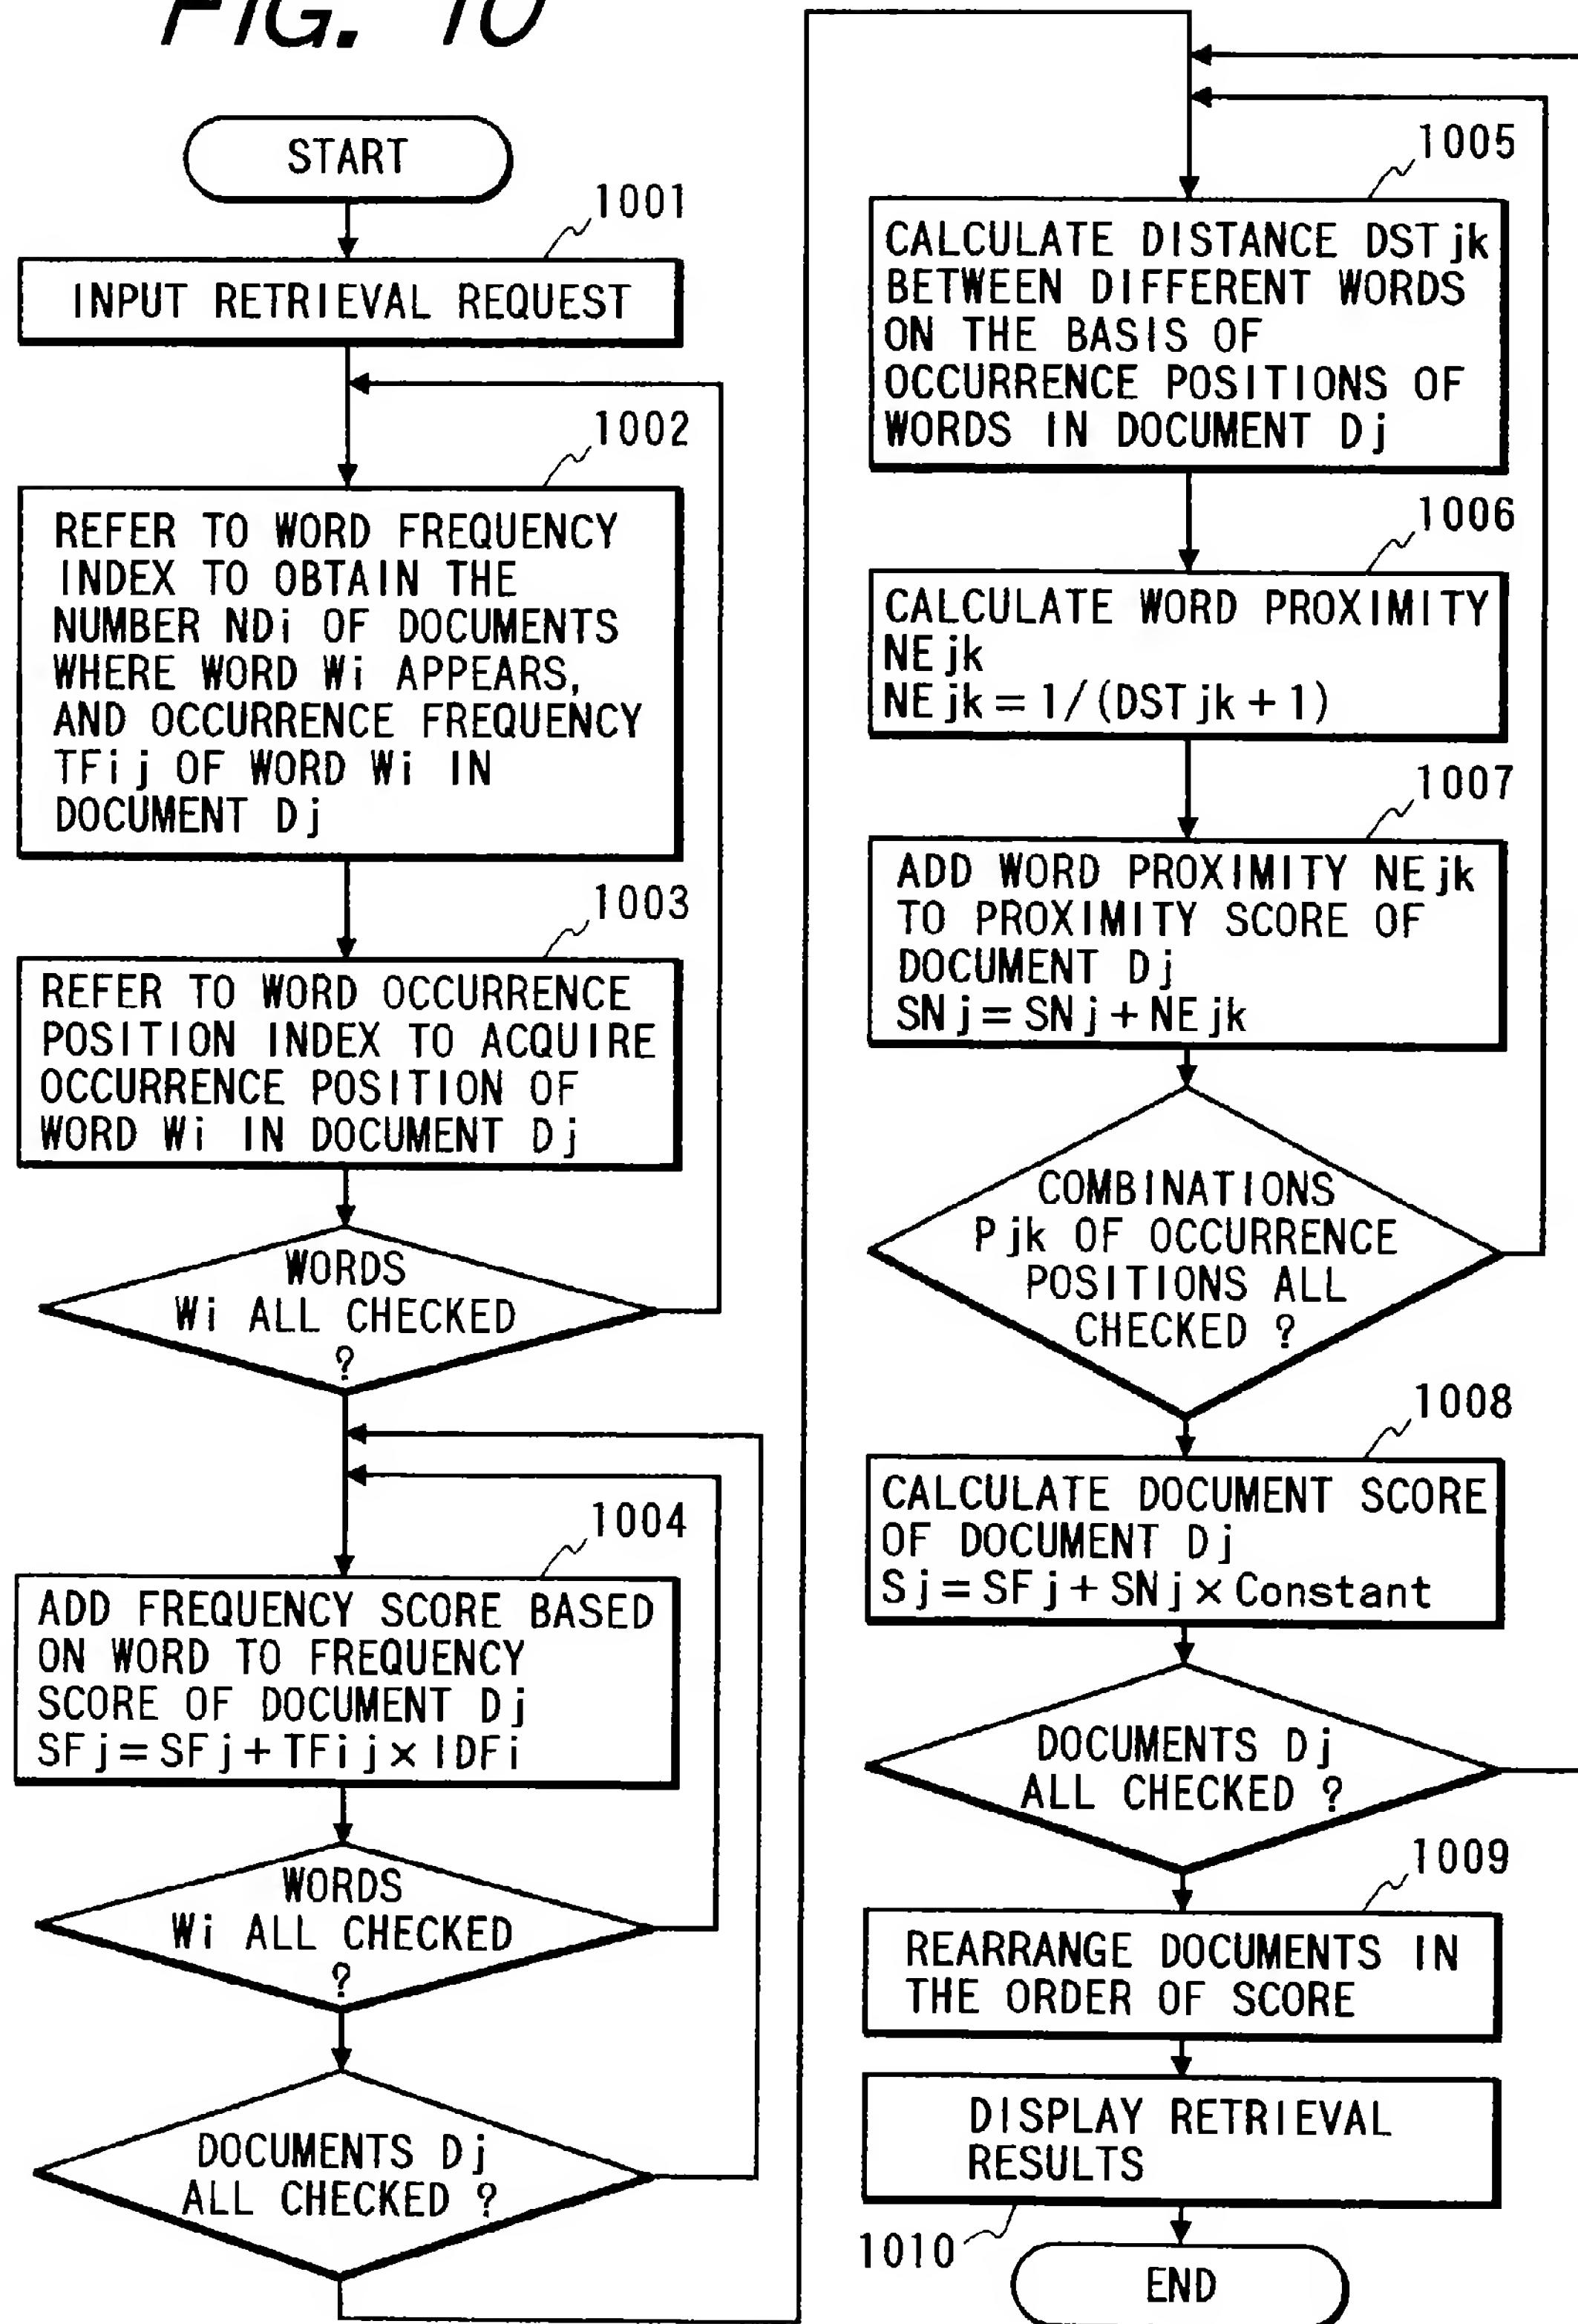 FIG. 10
START
1001
INPUT RETRIEVAL REQUEST
1002
REFER TO WORD FREQUENCY
INDEX TO OBTAIN THE
NUMBER NDi OF DOCUMENTS
WHERE WORD Wi APPEARS,
AND OCCURRENCE FREQUENCY
TFij OF WORD Wi IN
DOCUMENT Dj
1003
REFER TO WORD OCCURRENCE
POSITION INDEX TO ACQUIRE
OCCURRENCE POSITION OF
WORD Wi IN DOCUMENT Dj
WORDS
Wi ALL CHECKED
?
1004
ADD FREQUENCY SCORE BASED
ON WORD TO FREQUENCY
SCORE OF DOCUMENT Dj
SFj=SFj+TFij×IDFi
WORDS
Wi ALL CHECKED
?
DOCUMENTS Dj
ALL CHECKED ?
1005
CALCULATE DISTANCE DSTjk
BETWEEN DIFFERENT WORDS
ON THE BASIS OF
OCCURRENCE POSITIONS OF
WORDS IN DOCUMENT Dj
1006
CALCULATE WORD PROXIMITY
NEjk
NEjk=1/(DSTjk+1)
1007
ADD WORD PROXIMITY NEjk
TO PROXIMITY SCORE OF
DOCUMENT Dj
SNj=SNj+NEjk
COMBINATIONS
Pjk OF OCCURRENCE
POSITIONS ALL
CHECKED ?
1008
CALCULATE DOCUMENT SCORE
OF DOCUMENT Dj
Sj=SFj+SNj×Constant
DOCUMENTS Dj
ALL CHECKED ?
1009
REARRANGE DOCUMENTS IN
THE ORDER OF SCORE
DISPLAY RETRIEVAL
RESULTS
1010
END